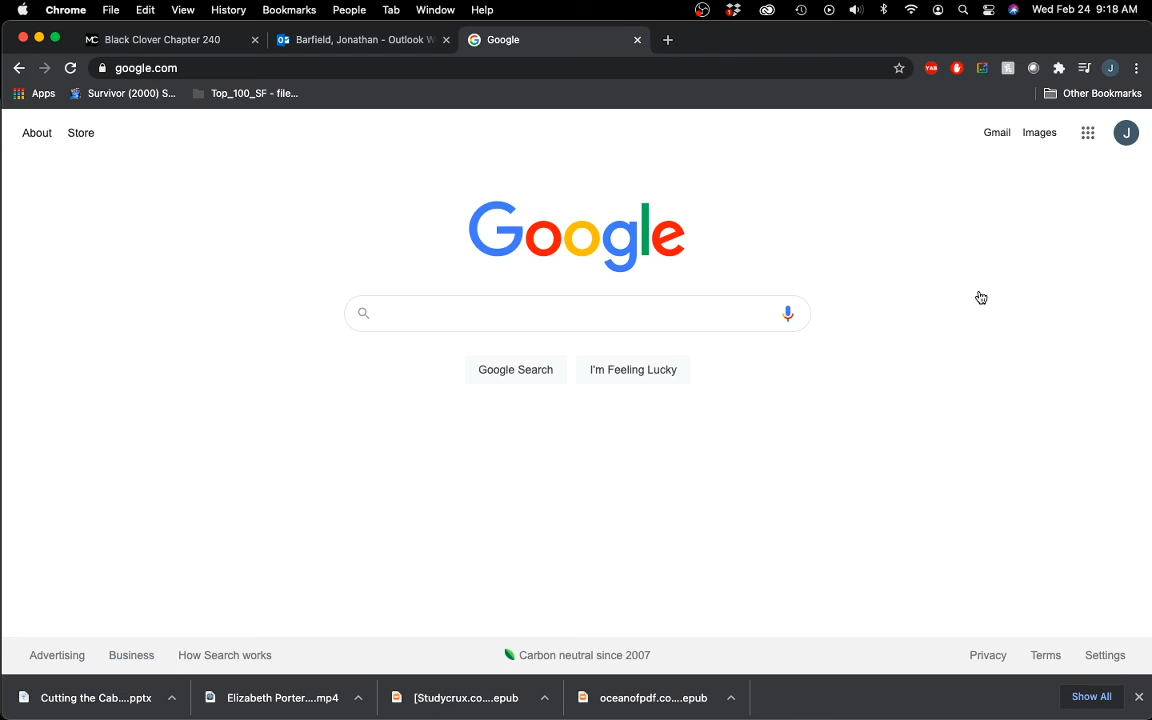 Chrome File Edit View History Bookmarks People Tab Window Help Wed Feb 24 9:18 AM
MC Black Clover Chapter 240 Barfield, Jonathan - Outlook W Google
google.com YAB J
Apps Survivor (2000) S... Top_100_SF - file... Other Bookmarks
About Store Gmail Images J
Google
Google Search I'm Feeling Lucky
Advertising Business How Search works Carbon neutral since 2007 Privacy Terms Settings
Cutting the Cab....pptx Elizabeth Porter....mp4 [Studycrux.co....epub oceanofpdf.co....epub Show All